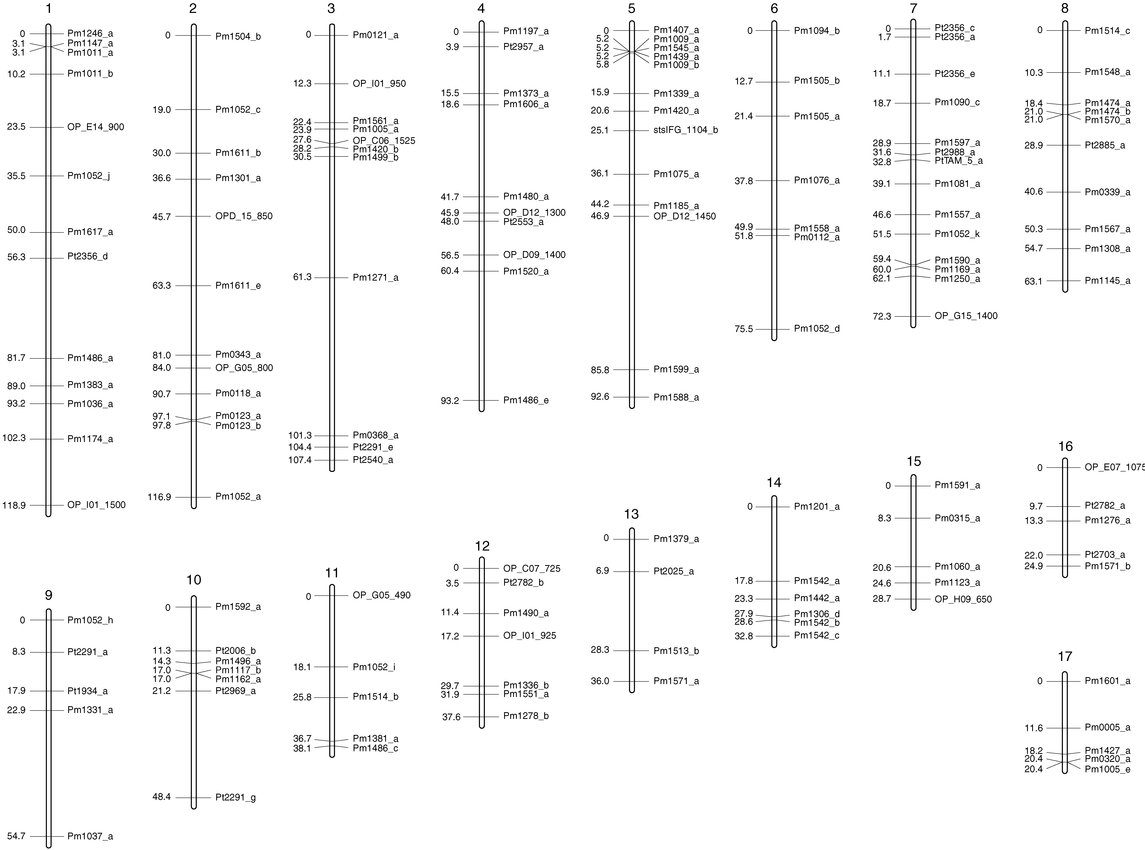 1
0 Pm1246_a
3.1 Pm1147_a
3.1 Pm1011_a
10.2 Pm1011_b
23.5 OP_E14_900
35.5 Pm1052_j
50.0 Pm1617_a
56.3 Pt2356_d
81.7 Pm1486_a
89.0 Pm1383_a
93.2 Pm1036_a
102.3 Pm1174_a
118.9 OP_I01_1500
2
0 Pm1504_b
19.0 Pm1052_c
30.0 Pm1611_b
36.6 Pm1301_a
45.7 OPD_15_850
63.3 Pm1611_e
81.0 Pm0343_a
84.0 OP_G05_800
90.7 Pm0118_a
97.1 Pm0123_a
97.8 Pm0123_b
116.9 Pm1052_a
3
0 Pm0121_a
12.3 OP_I01_950
22.4 Pm1561_a
23.9 Pm1005_a
27.6 OP_C06_1525
28.2 Pm1420_b
30.5 Pm1499_b
61.3 Pm1271_a
101.3 Pm0368_a
104.4 Pt2291_e
107.4 Pt2540_a
4
0 Pm1197_a
3.9 Pt2957_a
15.5 Pm1373_a
18.6 Pm1606_a
41.7 Pm1480_a
45.9 OP_D12_1300
48.0 Pt2553_a
56.5 OP_D09_1400
60.4 Pm1520_a
93.2 Pm1486_e
5
0 Pm1407_a
5.2 Pm1009_a
5.2 Pm1545_a
5.2 Pm1439_a
5.8 Pm1009_b
15.9 Pm1339_a
20.6 Pm1420_a
25.1 stsIFG_1104_b
36.1 Pm1075_a
44.2 Pm1185_a
46.9 OP_D12_1450
85.8 Pm1599_a
92.6 Pm1588_a
6
0 Pm1094_b
12.7 Pm1505_b
21.4 Pm1505_a
37.8 Pm1076_a
49.9 Pm1558_a
51.8 Pm0112_a
75.5 Pm1052_d
7
0 Pt2356_c
1.7 Pt2356_a
11.1 Pt2356_e
18.7 Pm1090_c
28.9 Pm1597_a
31.6 Pt2988_a
32.8 PtTAM_5_a
39.1 Pm1081_a
46.6 Pm1557_a
51.5 Pm1052_k
59.4 Pm1590_a
60.0 Pm1169_a
62.1 Pm1250_a
72.3 OP_G15_1400
8
0 Pm1514_c
10.3 Pm1548_a
18.4 Pm1474_a
21.0 Pm1474_b
21.0 Pm1570_a
28.9 Pt2885_a
40.6 Pm0339_a
50.3 Pm1567_a
54.7 Pm1308_a
63.1 Pm1145_a
9
0 Pm1052_h
8.3 Pt2291_a
17.9 Pt1934_a
22.9 Pm1331_a
54.7 Pm1037_a
10
0 Pm1592_a
11.3 Pt2006_b
14.3 Pm1496_a
17.0 Pm1117_b
17.0 Pm1162_a
21.2 Pt2969_a
48.4 Pt2291_g
11
0 OP_G05_490
18.1 Pm1052_i
25.8 Pm1514_b
36.7 Pm1381_a
38.1 Pm1486_c
12
0 OP_C07_725
3.5 Pt2782_b
11.4 Pm1490_a
17.2 OP_I01_925
29.7 Pm1336_b
31.9 Pm1551_a
37.6 Pm1278_b
13
0 Pm1379_a
6.9 Pt2025_a
28.3 Pm1513_b
36.0 Pm1571_a
14
0 Pm1201_a
17.8 Pm1542_a
23.3 Pm1442_a
27.9 Pm1306_d
28.6 Pm1542_b
32.8 Pm1542_c
15
0 Pm1591_a
8.3 Pm0315_a
20.6 Pm1060_a
24.6 Pm1123_a
28.7 OP_H09_650
16
0 OP_E07_1075
9.7 Pt2782_a
13.3 Pm1276_a
22.0 Pt2703_a
24.9 Pm1571_b
17
0 Pm1601_a
11.6 Pm0005_a
18.2 Pm1427_a
20.4 Pm0320_a
20.4 Pm1005_e